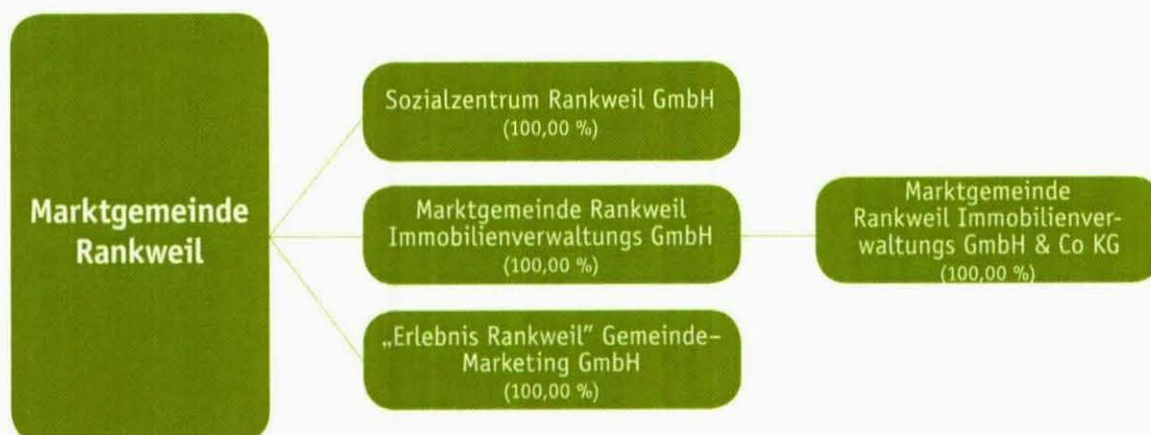 Marktgemeinde
Rankweil
Sozialzentrum Rankweil GmbH
(100,00 %)
Marktgemeinde Rankweil
Immobilienverwaltungs GmbH
(100,00 %)
„Erlebnis Rankweil" Gemeinde-
Marketing GmbH
(100,00 %)
Marktgemeinde
Rankweil Immobilienver-
waltungs GmbH & Co KG
(100,00 %)